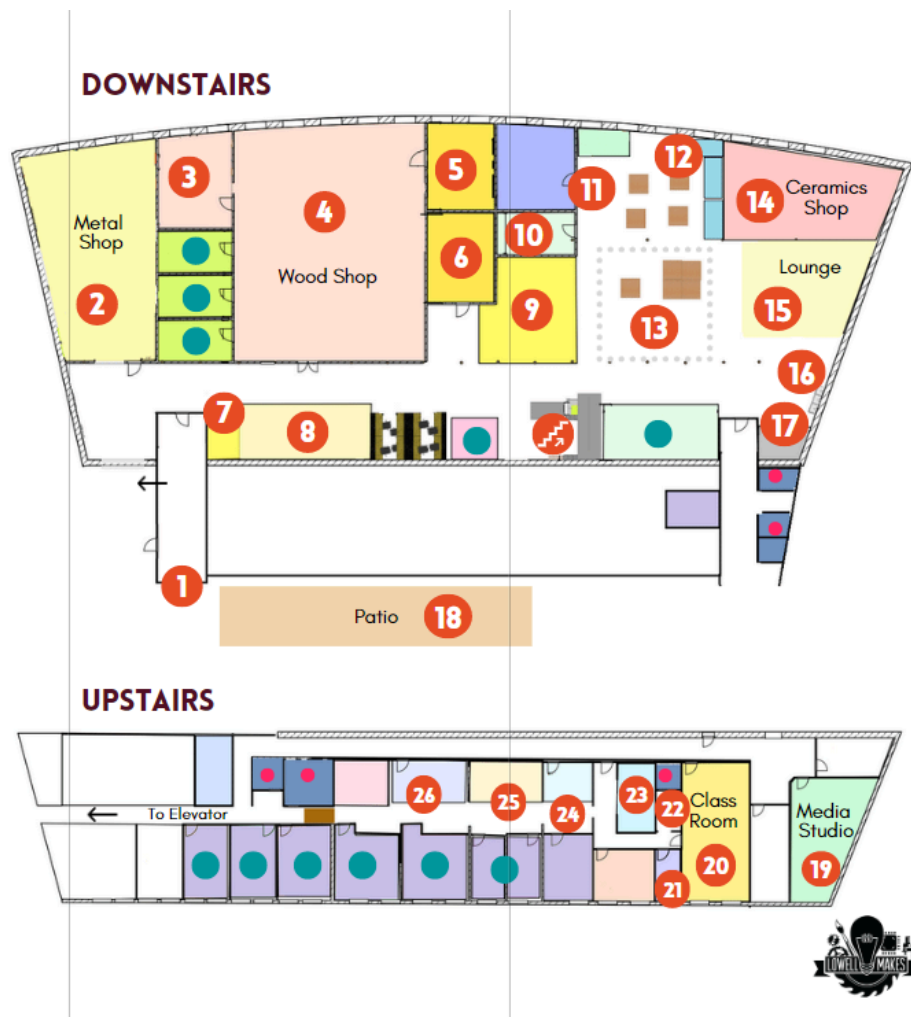 DOWNSTAIRS
3
5
12
11
14
Ceramics
Shop
4
Metal
Shop
10
6
Wood Shop
Lounge
2
9
13
15
16
7
8
17
1
Patio
18
UPSTAIRS
26
25
23
24
22
Class
Room
Media
Studio
To Elevator
19
20
21
LOWELL MAKES